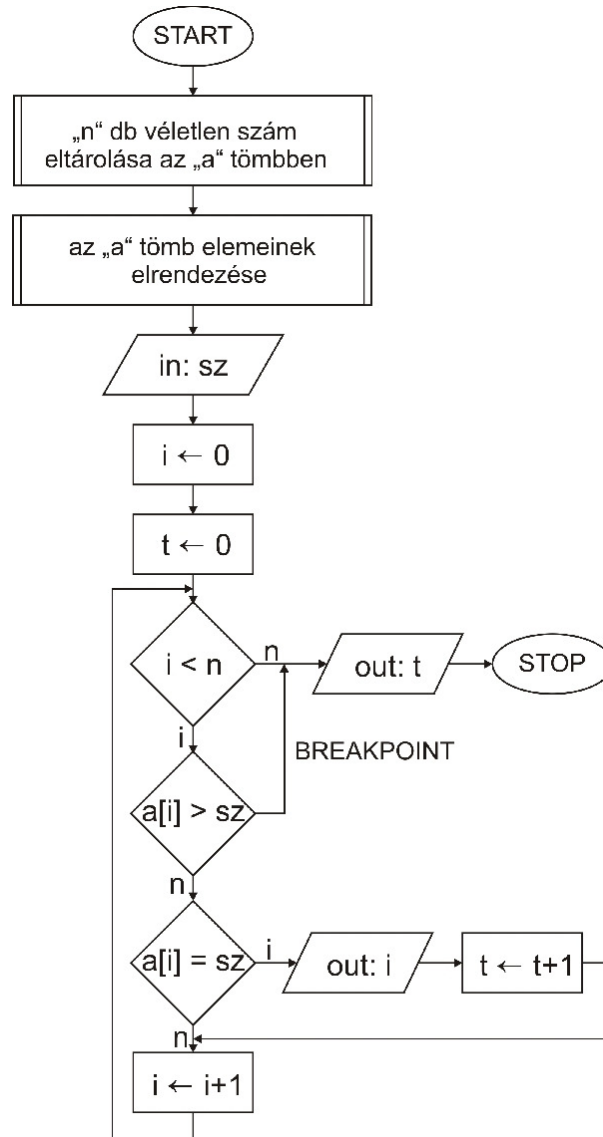 START
„n“ db véletlen szám
eltárolása az „a“ tömbben
az „a“ tömb elemeinek
elrendezése
in: sz
i ← 0
t ← 0
i < n
n
out: t
STOP
i
BREAKPOINT
a[i] > sz
n
a[i] = sz
i
out: i
t ← t+1
n
i ← i+1